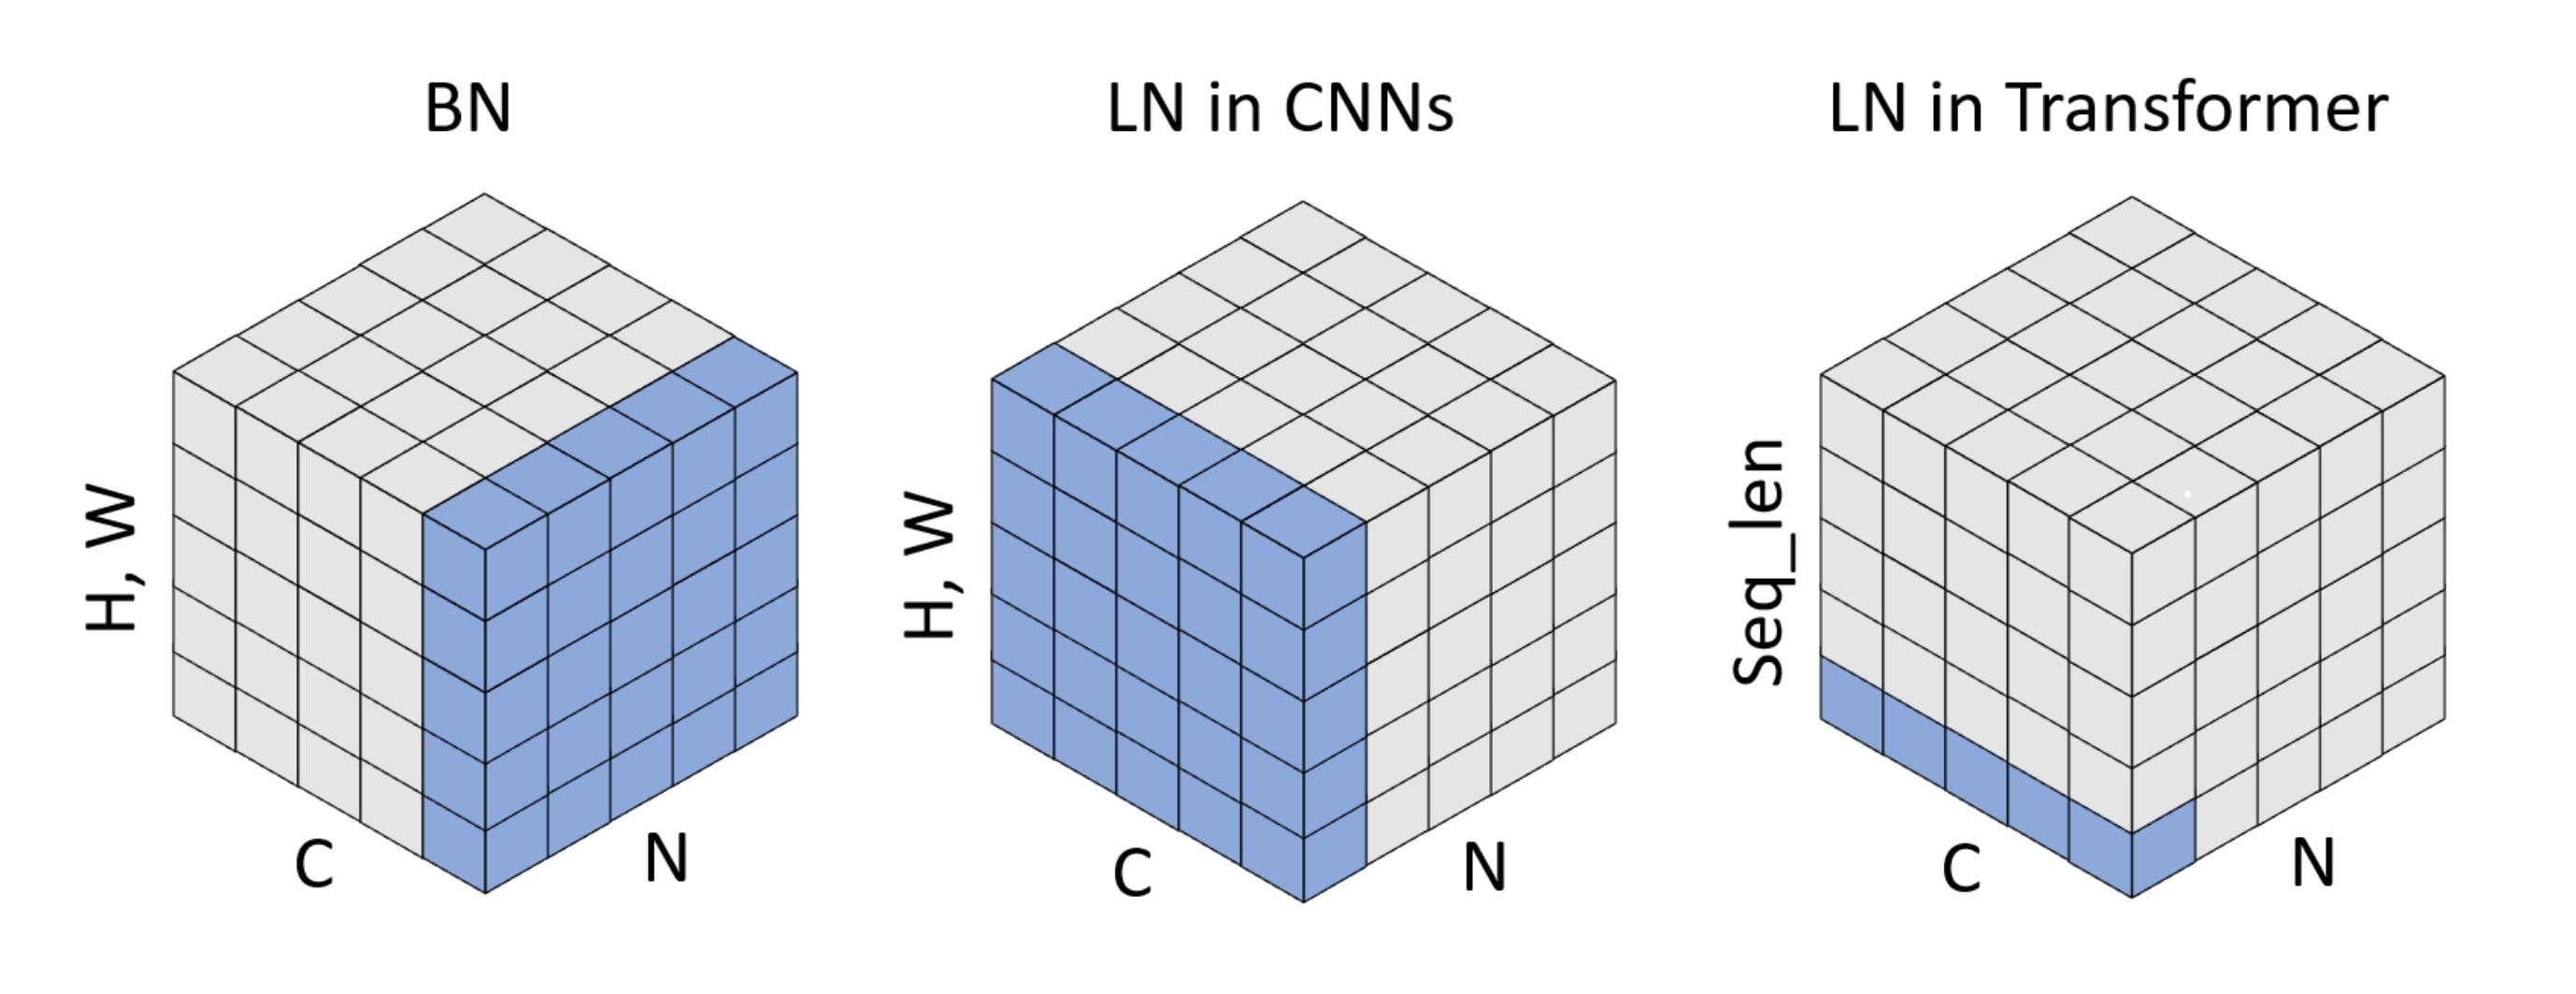 BN
H, W
C
N
LN in CNNs
H, W
C
N
LN in Transformer
Seq_len
C
N